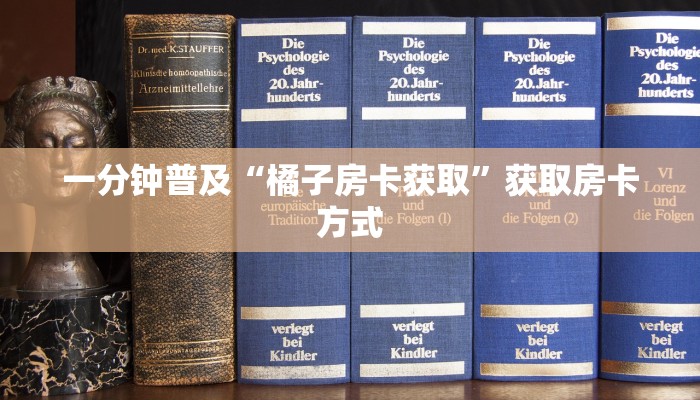 一分钟普及“橘子房卡获取”获取房卡
方式
Dr. med. K. STAUFFER
Klinische homöopathische
Arzneimittellehre
Die
Psychologie
des
20. Jahr-
hunderts
europäische
Tradition
verlegt
bei
Kindler
Die
Psychologie
des
20. Jahr-
hunderts
und
die Folgen (1)
verlegt
bei
Kindler
Die
Psychologie
des
20. Jahr-
hunderts
und
die Folgen (2)
verlegt
bei
Kindler
Die
Psychologie
des
20. Jahr-
hunderts
VI
Lorenz
und
die Folgen
verlegt
bei
Kindler